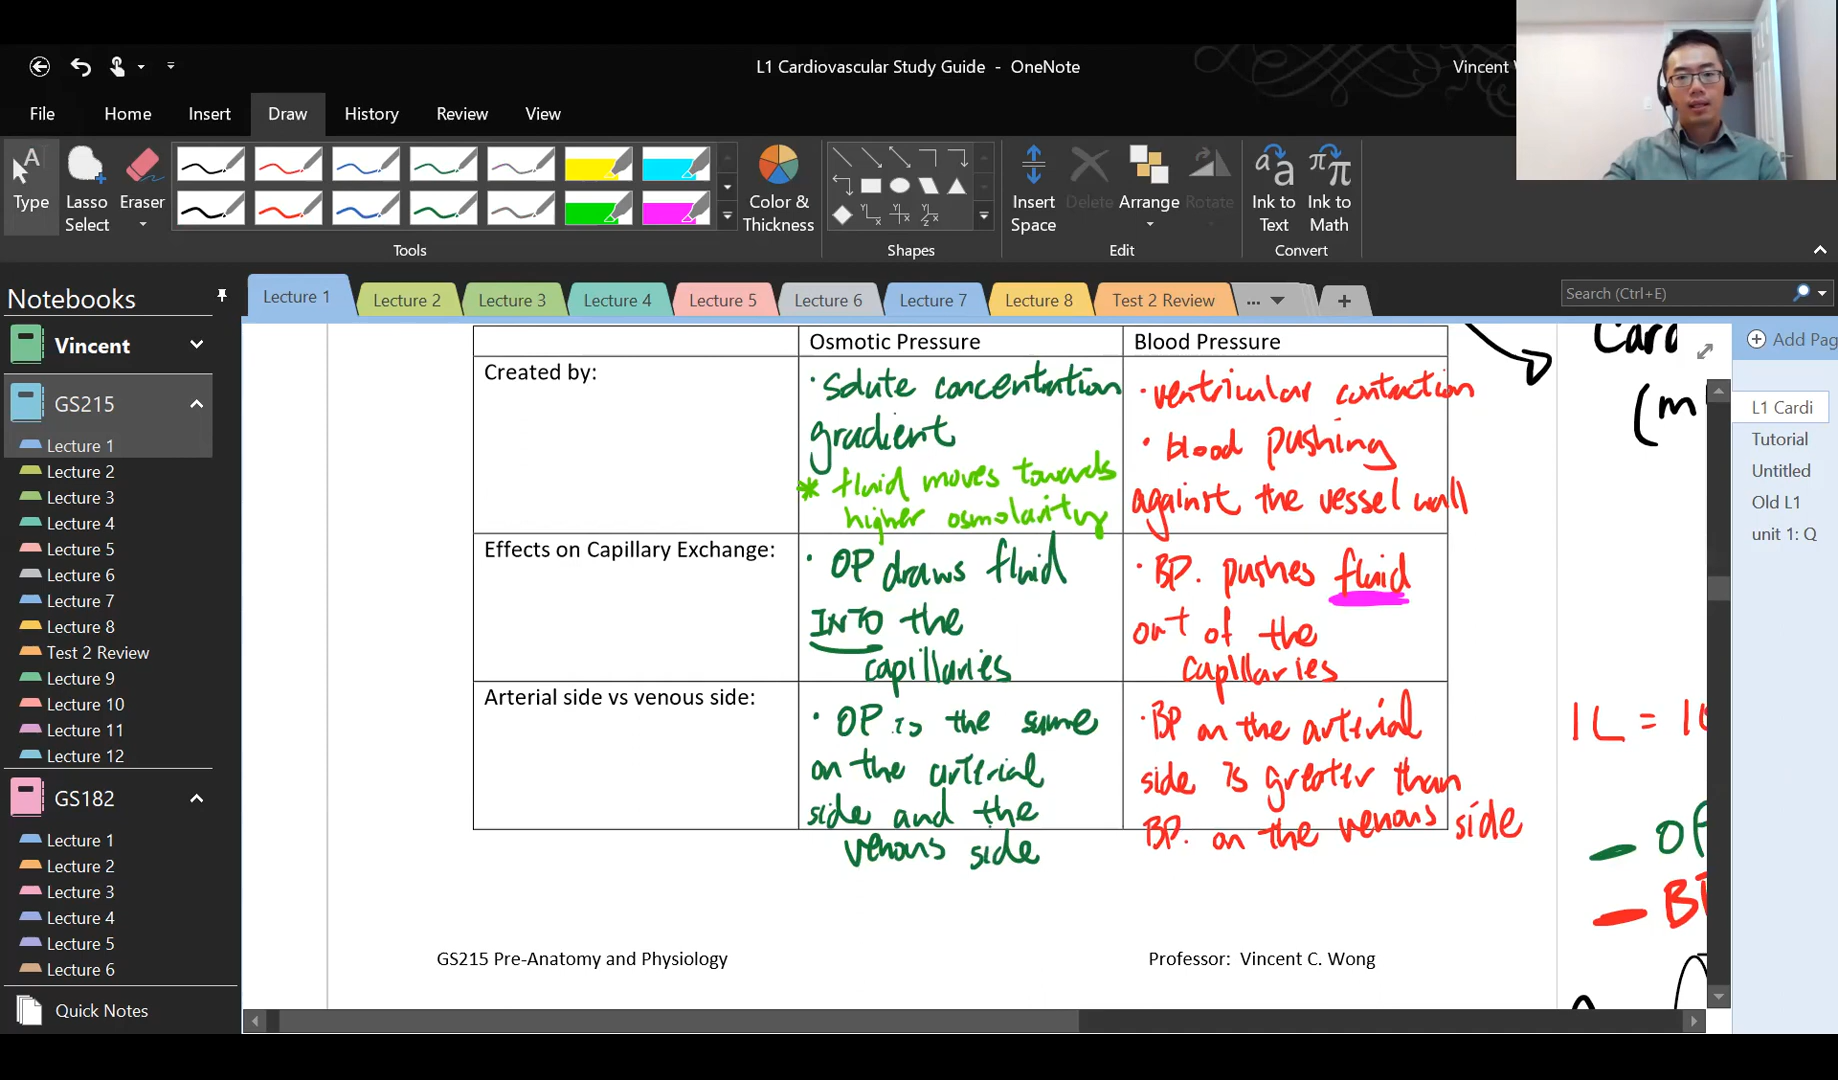 L1 Cardiovascular Study Guide - OneNote
Vincent
File Home Insert Draw History Review View
Type
Lasso Select
Eraser
Color & Thickness
Insert Space
Delete
Arrange
Rotate
Ink to Text
Ink to Math
Tools
Shapes
Edit
Convert
Notebooks
Lecture 1
Lecture 2
Lecture 3
Lecture 4
Lecture 5
Lecture 6
Lecture 7
Lecture 8
Test 2 Review
...
Search (Ctrl+E)
Vincent
GS215
Lecture 1
Lecture 2
Lecture 3
Lecture 4
Lecture 5
Lecture 6
Lecture 7
Lecture 8
Test 2 Review
Lecture 9
Lecture 10
Lecture 11
Lecture 12
GS182
Lecture 1
Lecture 2
Lecture 3
Lecture 4
Lecture 5
Lecture 6
Quick Notes
Osmotic Pressure
Blood Pressure
Created by:
• Solute concentration
gradient
* fluid moves towards
higher osmolarity
• ventricular contraction
• blood pushing
against the vessel wall
Effects on Capillary Exchange:
• OP draws fluid
INTO the
capillaries
• BP. pushes fluid
out of the
capillaries
Arterial side vs venous side:
• OP is the same
on the arterial
side and the
venous side
• BP on the arterial
side is greater than
BP. on the venous side
GS215 Pre-Anatomy and Physiology
Professor: Vincent C. Wong
Card
(m
1L = 10
- OP
- BP
Add Pag
L1 Cardi
Tutorial
Untitled
Old L1
unit 1: Q